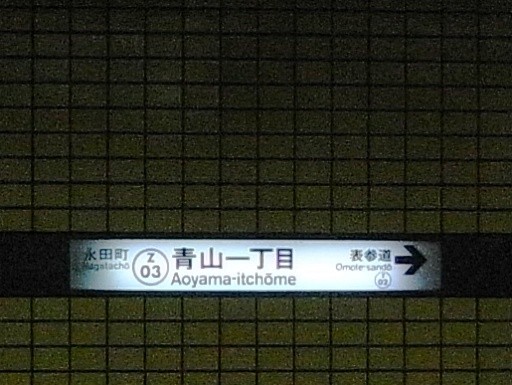 永田町
Nagatachō
Z
03
青山一丁目
Aoyama-itchōme
表参道
Omote-sandō
Z
02